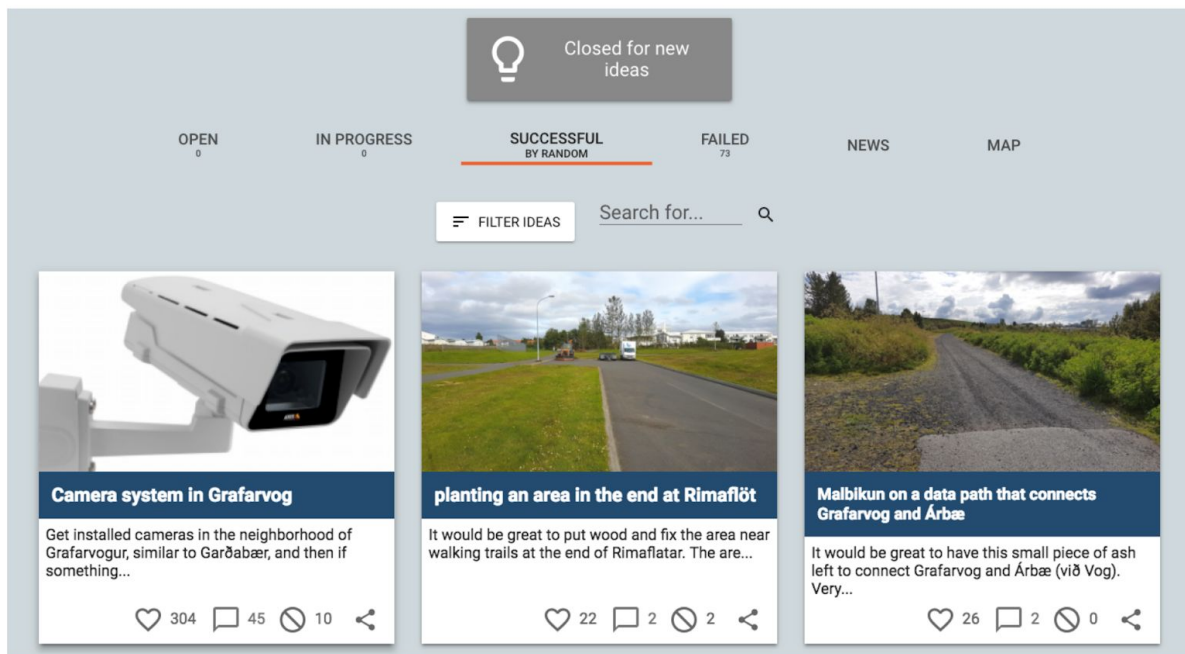 Closed for new
ideas
OPEN
0
IN PROGRESS
0
SUCCESSFUL
BY RANDOM
FAILED
73
NEWS
MAP
FILTER IDEAS
Search for...
AXIS
Camera system in Grafarvog
Get installed cameras in the neighborhood of
Grafarvogur, similar to Garðabær, and then if
something...
304 45 10
planting an area in the end at Rimaflöt
It would be great to put wood and fix the area near
walking trails at the end of Rimaflatar. The are...
22 2 2
Malbikun on a data path that connects
Grafarvog and Árbæ
It would be great to have this small piece of ash
left to connect Grafarvog and Árbæ (við Vog).
Very...
26 2 0